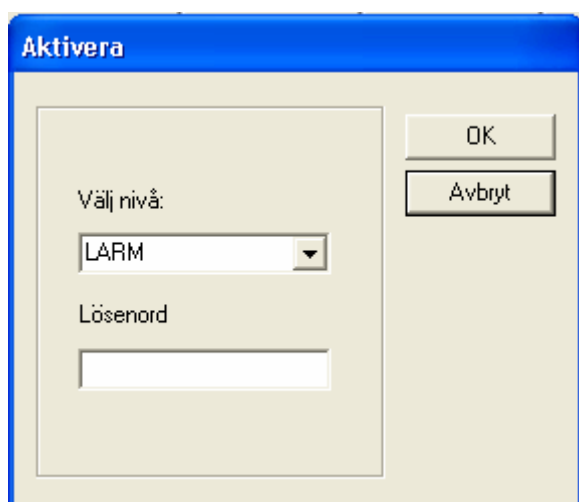 Aktivera
OK
Avbryt
Välj nivå:
LARM
Lösenord